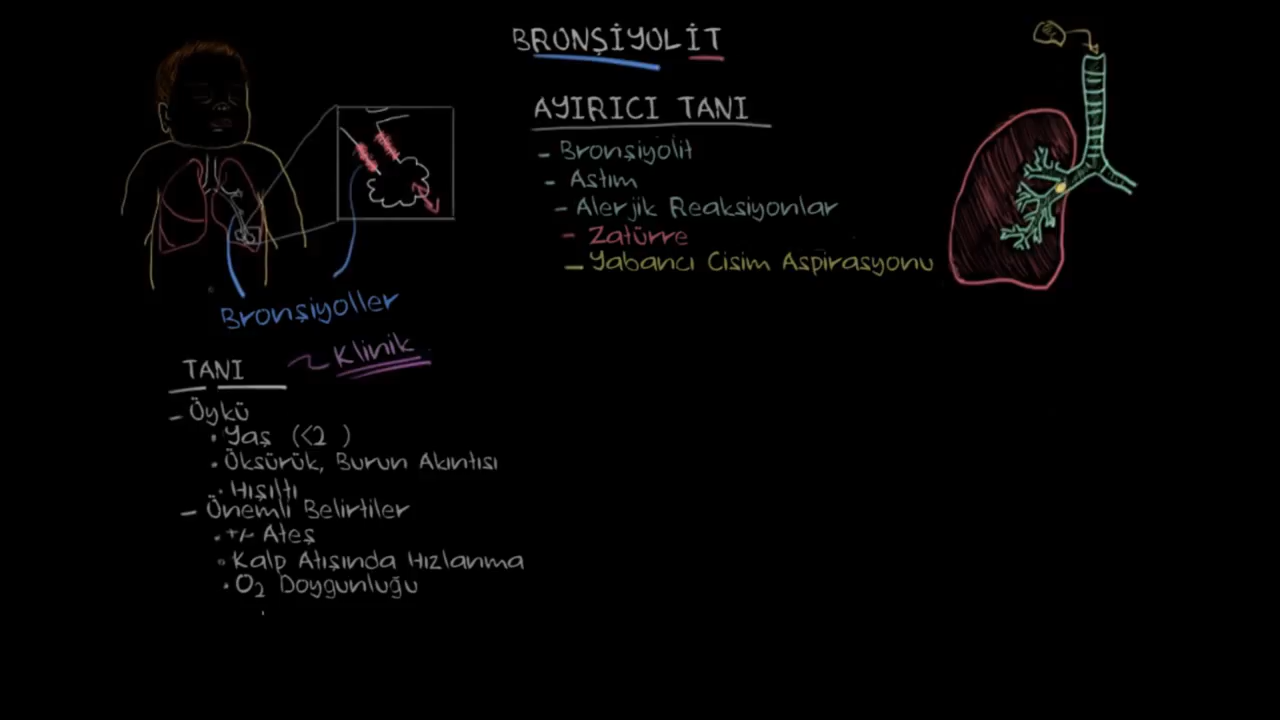 BRONŞİYOLİT
AYIRICI TANI
- Bronşiyolit
- Astım
- Alerjik Reaksiyonlar
- Zatürre
- Yabancı Cisim Aspirasyonu
Bronşiyoller
TANI ~ Klinik
- Öykü
• Yaş (<2 )
• Öksürük, Burun Akıntısı
• Hışıltı
- Önemli Belirtiler
• +/- Ateş
• Kalp Atışında Hızlanma
• O₂ Doygunluğu